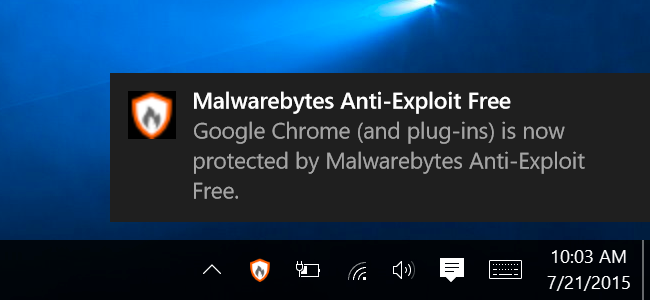 Malwarebytes Anti-Exploit Free
Google Chrome (and plug-ins) is now
protected by Malwarebytes Anti-Exploit
Free.
10:03 AM
7/21/2015